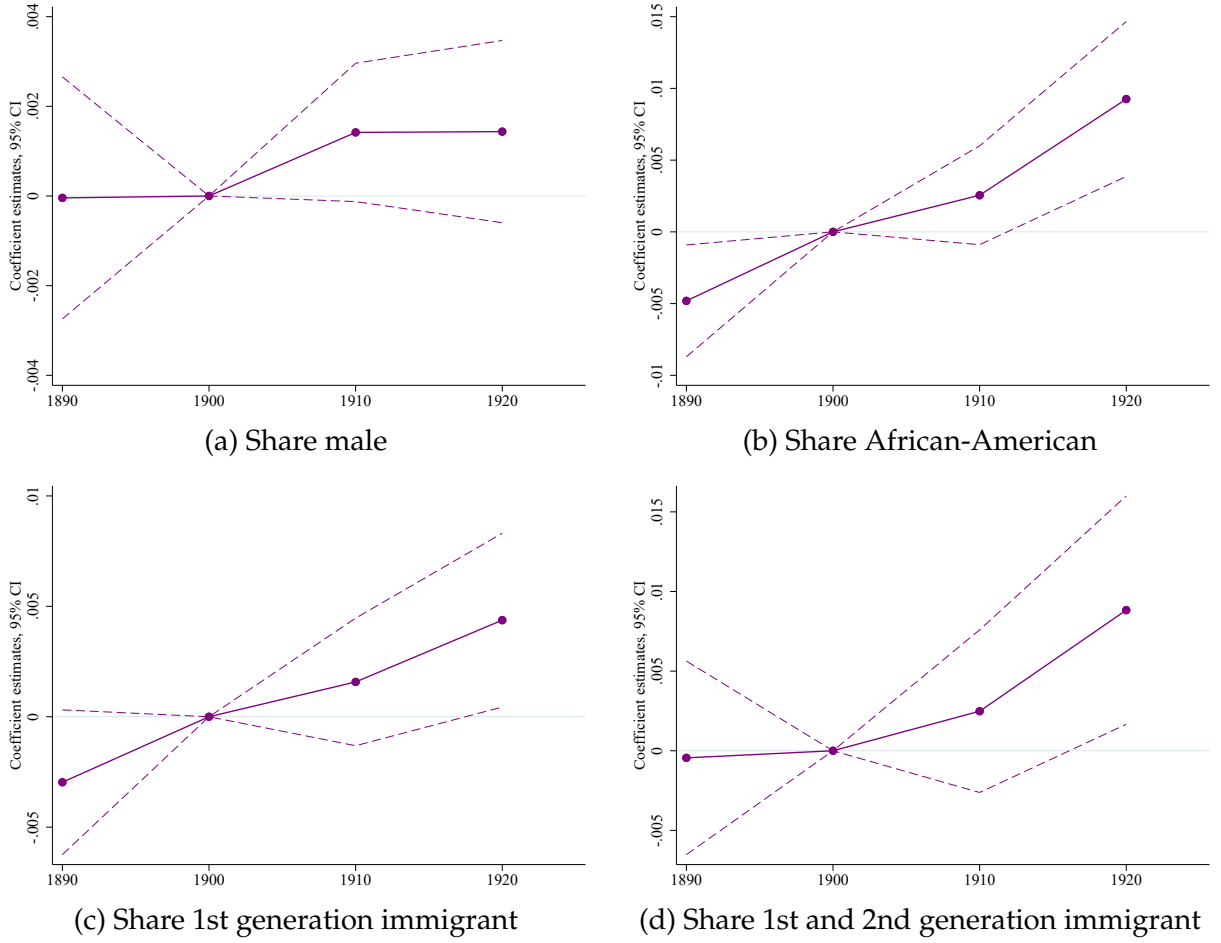 Coefficient estimates, 95% CI
.004
.002
0
-.002
-.004
1890 1900 1910 1920
(a) Share male
Coefficient estimates, 95% CI
.015
.01
.005
0
-.005
-.01
1890 1900 1910 1920
(b) Share African-American
Coefficient estimates, 95% CI
.01
.005
0
-.005
1890 1900 1910 1920
(c) Share 1st generation immigrant
Coefficient estimates, 95% CI
.015
.01
.005
0
-.005
1890 1900 1910 1920
(d) Share 1st and 2nd generation immigrant